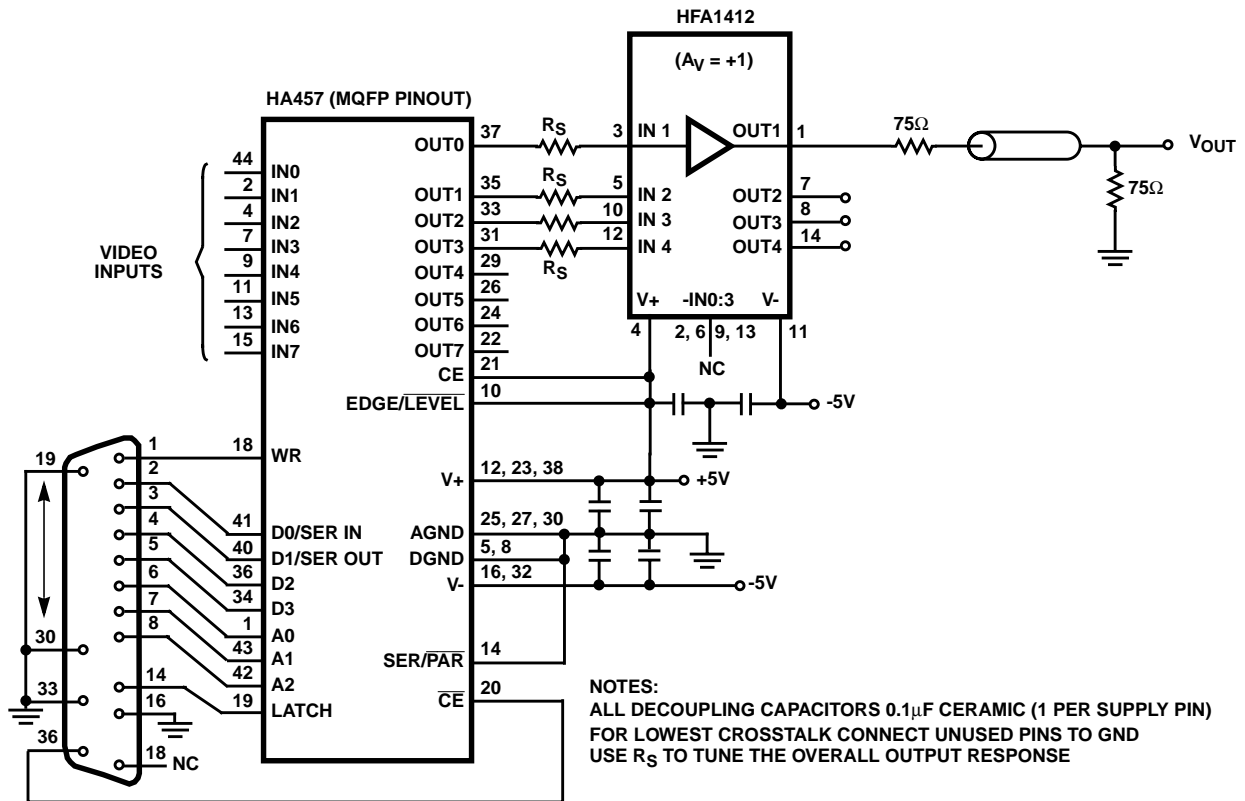 HFA1412
(AV = +1)
HA457 (MQFP PINOUT)
OUT0
37
RS
3
IN 1
OUT1
1
75Ω
VOUT
75Ω
44
IN0
2
IN1
4
IN2
7
IN3
9
IN4
11
IN5
13
IN6
15
IN7
VIDEO
INPUTS
OUT1
35
RS
5
IN 2
OUT2
7
OUT2
33
10
IN 3
OUT3
8
OUT3
31
RS
12
IN 4
OUT4
14
OUT4
29
OUT5
26
OUT6
24
OUT7
22
V+
-IN0:3
V-
4
2, 6
9, 13
11
NC
CE
21
EDGE/LEVEL
10
-5V
19
1
18
WR
2
3
4
5
6
7
8
14
16
18
NC
30
33
36
41
D0/SER IN
40
D1/SER OUT
36
D2
34
D3
1
A0
43
A1
42
A2
19
LATCH
V+
12, 23, 38
+5V
AGND
25, 27, 30
DGND
5, 8
V-
16, 32
-5V
SER/PAR
14
CE
20
NOTES:
ALL DECOUPLING CAPACITORS 0.1μF CERAMIC (1 PER SUPPLY PIN)
FOR LOWEST CROSSTALK CONNECT UNUSED PINS TO GND
USE RS TO TUNE THE OVERALL OUTPUT RESPONSE